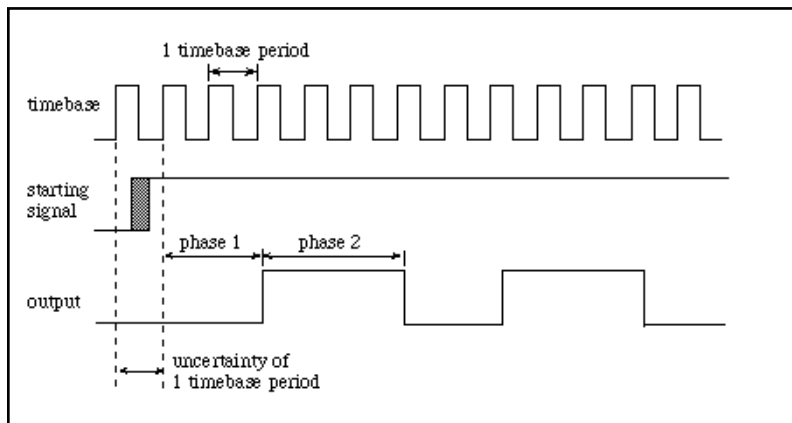 1 timebase period
timebase
starting
signal
phase 1
phase 2
output
uncertainty of
1 timebase period